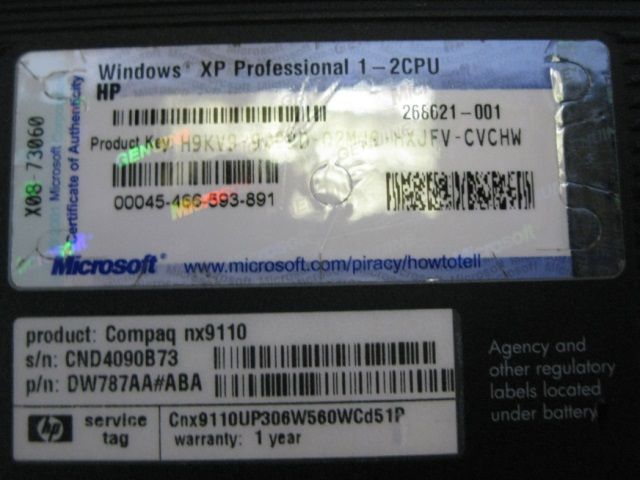 Windows® XP Professional 1-2CPU
HP
268621-001
Product Key:
00045-466-593-891
X08-73060
Certificate of Authenticity
Microsoft® www.microsoft.com/piracy/howtotell
product: Compaq nx9110
s/n: CND4090B73
p/n: DW787AA#ABA
hp service tag
Cnx9110UP306W560WCd51P
warranty: 1 year
Agency and
other regulatory
labels located
under battery